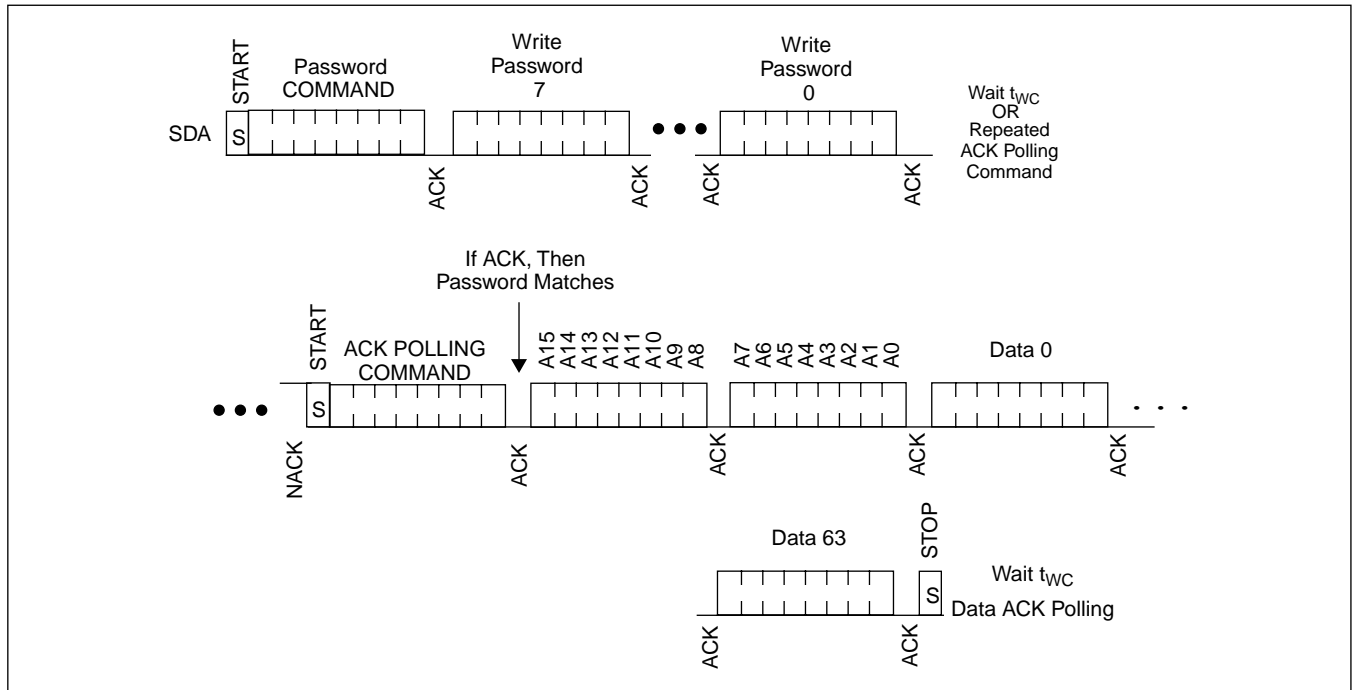 START
Password
COMMAND
Write
Password
7
Write
Password
0
Wait tWC
OR
Repeated
ACK Polling
Command
SDA
S
ACK
ACK
ACK
ACK
If ACK, Then
Password Matches
START
ACK POLLING
COMMAND
A15
A14
A13
A12
A11
A10
A9
A8
A7
A6
A5
A4
A3
A2
A1
A0
Data 0
S
NACK
ACK
ACK
ACK
ACK
Data 63
STOP
S
Wait tWC
Data ACK Polling
ACK
ACK